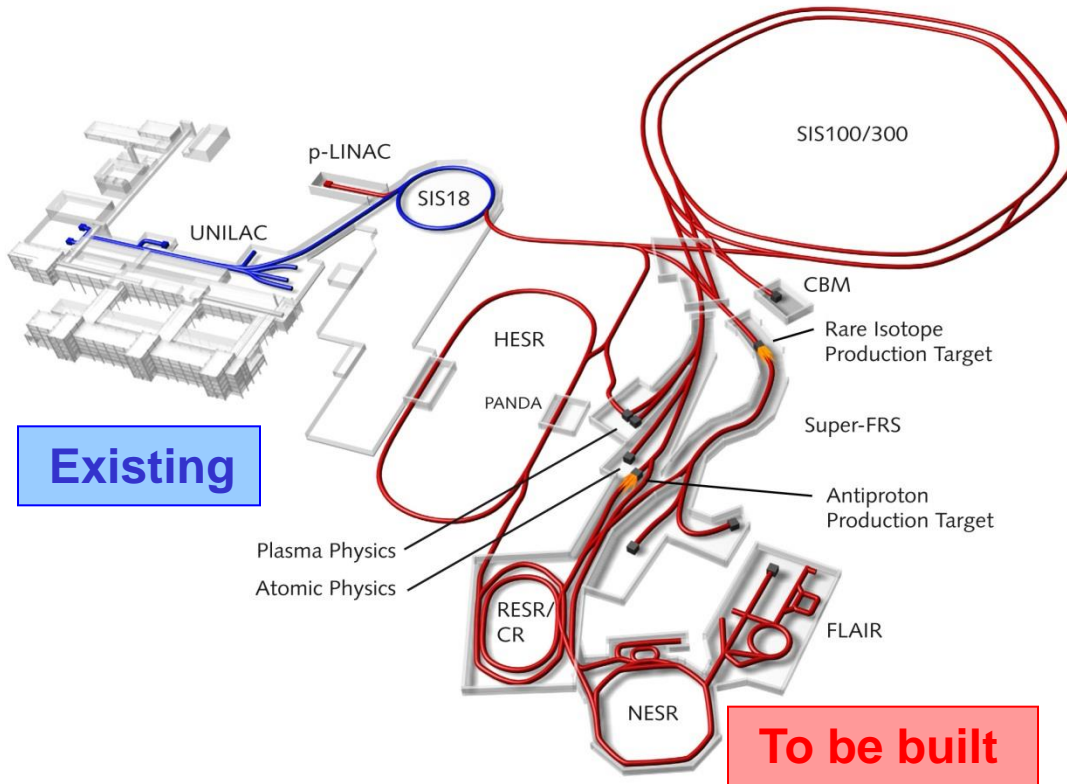 SIS100/300
p-LINAC
SIS18
UNILAC
CBM
Rare Isotope
Production Target
HESR
PANDA
Super-FRS
Existing
Antiproton
Production Target
Plasma Physics
Atomic Physics
RESR/
CR
FLAIR
NESR
To be built